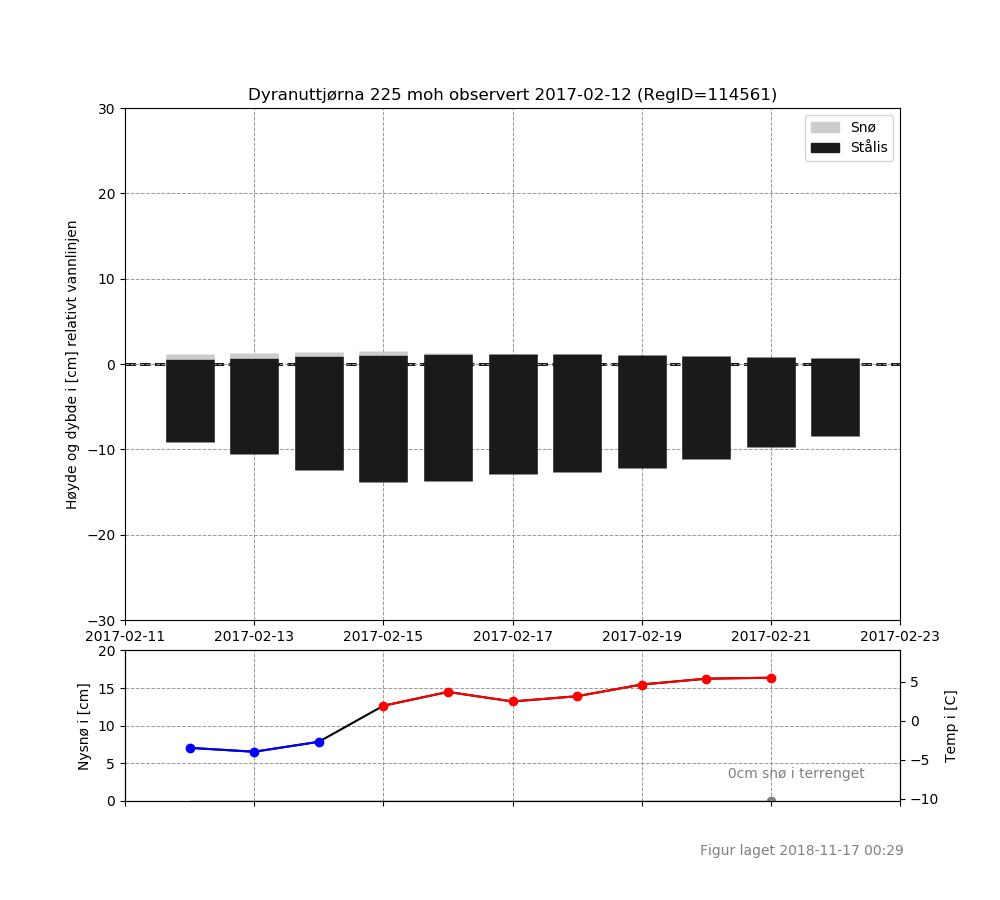 Dyranuttjørna 225 moh observert 2017-02-12 (RegID=114561)
Snø
Stålis
30
20
10
0
−10
−20
−30
Høyde og dybde i [cm] relativt vannlinjen
2017-02-11 2017-02-13 2017-02-15 2017-02-17 2017-02-19 2017-02-21 2017-02-23
20
15
10
5
0
Nysnø i [cm]
5
0
−5
−10
Temp i [C]
0cm snø i terrenget
Figur laget 2018-11-17 00:29